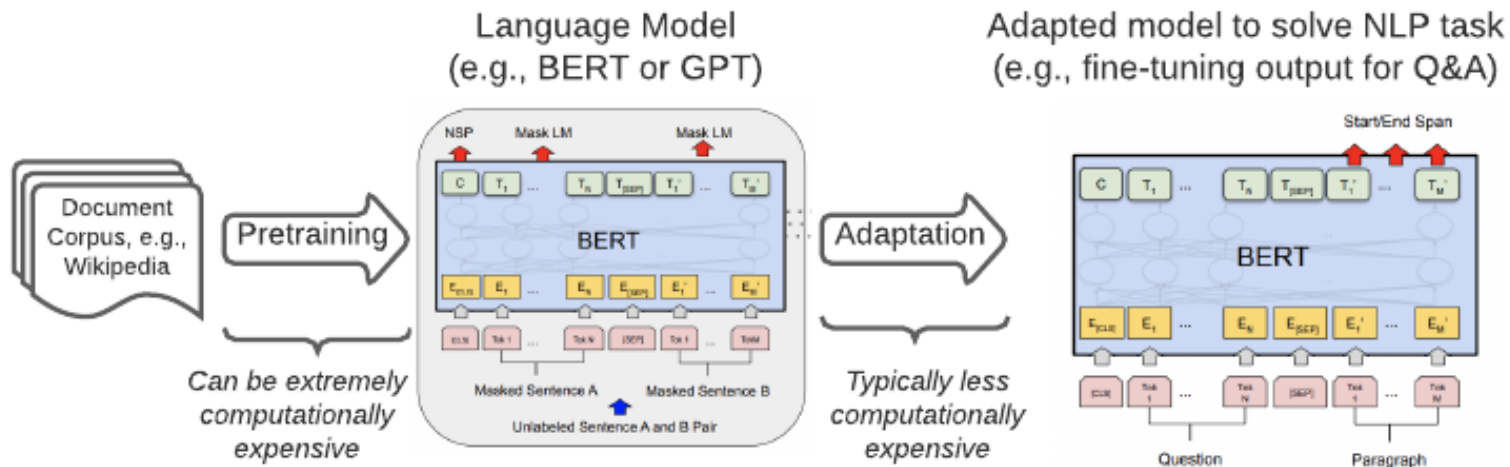 Language Model
(e.g., BERT or GPT)
Adapted model to solve NLP task
(e.g., fine-tuning output for Q&A)
Document
Corpus, e.g.,
Wikipedia
Pretraining
Can be extremely
computationally
expensive
NSP Mask LM Mask LM
C T1 ... TN T[SEP] T1' ... TM'
BERT
E[CLS] E1 ... EN E[SEP] E1' ... EM'
[CLS] Tok 1 ... Tok N [SEP] Tok 1 ... TokM
Masked Sentence A Masked Sentence B
Unlabeled Sentence A and B Pair
Adaptation
Typically less
computationally
expensive
Start/End Span
C T1 ... TN T[SEP] T1' ... TM'
BERT
E[CLS] E1 ... EN E[SEP] E1' ... EM'
[CLS] Tok 1 ... Tok N [SEP] Tok 1 ... Tok M
Question Paragraph